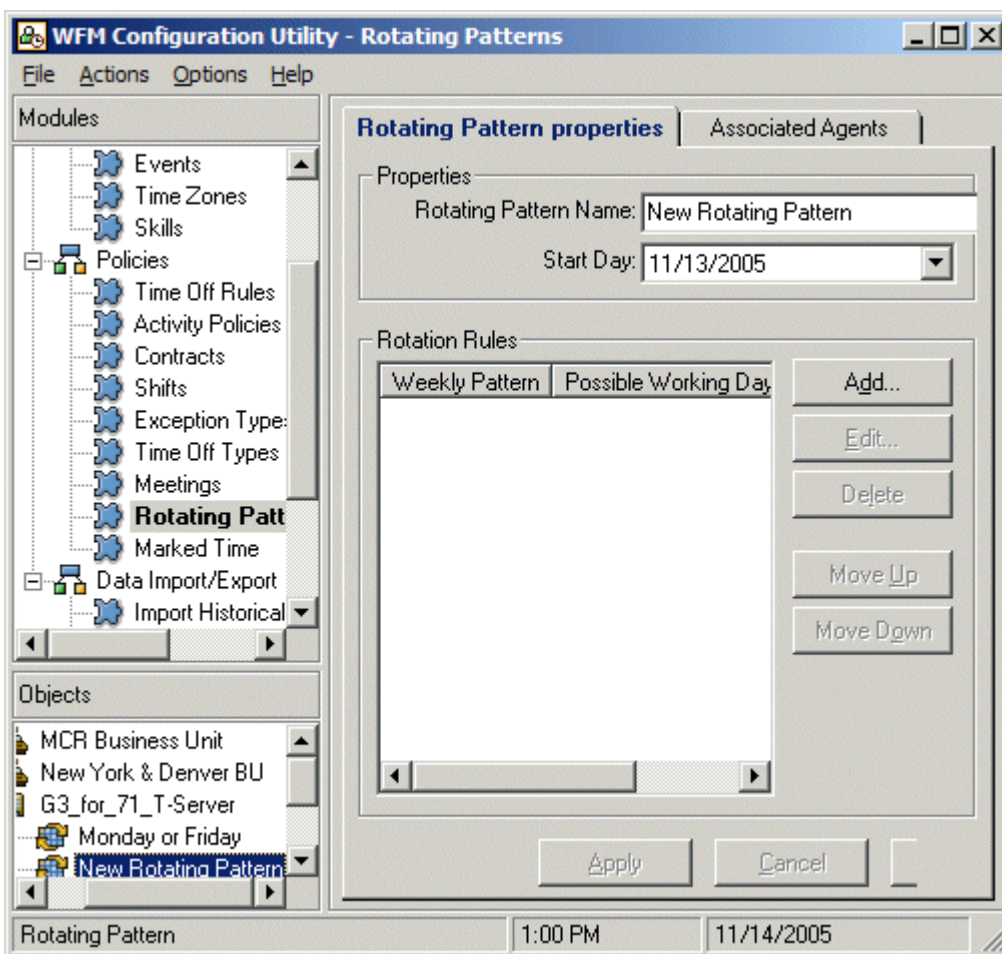 WFM Configuration Utility - Rotating Patterns
File Actions Options Help
Modules
Events
Time Zones
Skills
Policies
Time Off Rules
Activity Policies
Contracts
Shifts
Exception Type
Time Off Types
Meetings
Rotating Patt
Marked Time
Data Import/Export
Import Historical
Objects
MCR Business Unit
New York & Denver BU
G3_for_71_T-Server
Monday or Friday
New Rotating Pattern
Rotating Pattern properties
Associated Agents
Properties
Rotating Pattern Name: New Rotating Pattern
Start Day: 11/13/2005
Rotation Rules
Weekly Pattern Possible Working Day
Add...
Edit...
Delete
Move Up
Move Down
Apply Cancel
Rotating Pattern 1:00 PM 11/14/2005